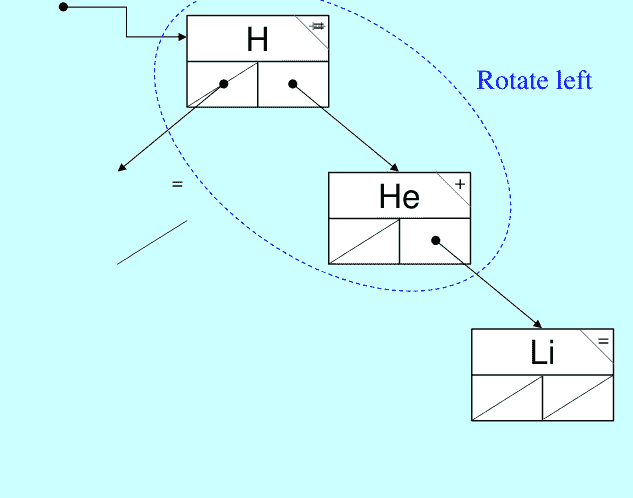 H
Rotate left
=
He +
Li =